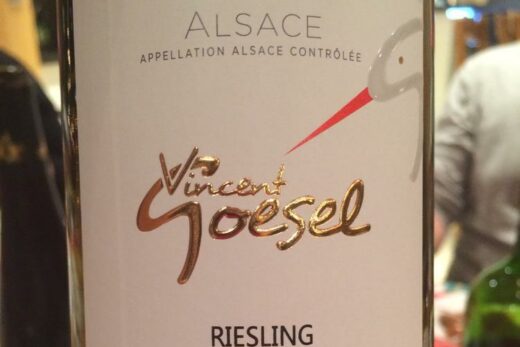 ALSACE
APPELLATION ALSACE CONTRÔLÉE
Vincent
Goesel
RIESLING